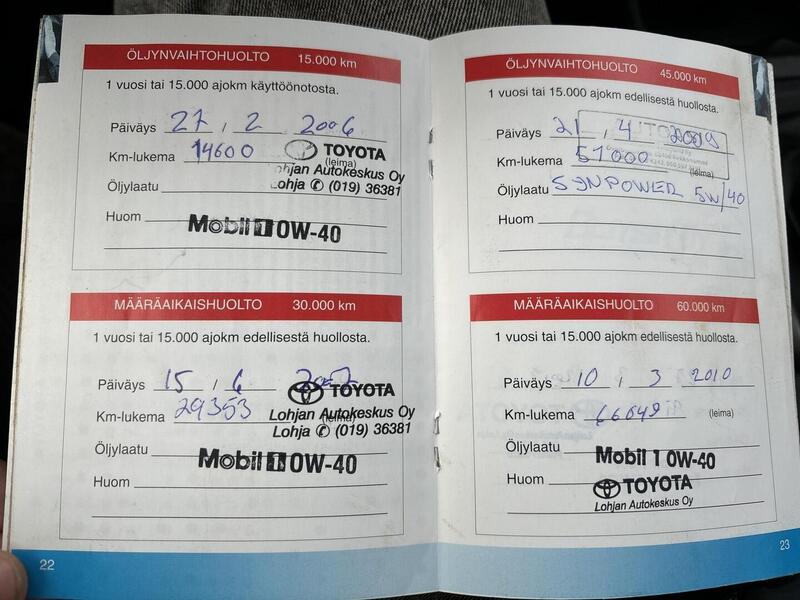 ÖLJYNVAIHTOHUOLTO 15.000 km
1 vuosi tai 15.000 ajokm käyttöönotosta.
Päiväys 27 , 2 2006
Km-lukema 14600 (leima)
TOYOTA
Lohjan Autokeskus Oy
Lohja ✆ (019) 36381
Öljylaatu
Huom
Mobil 1 0W-40
MÄÄRÄAIKAISHUOLTO 30.000 km
1 vuosi tai 15.000 ajokm edellisestä huollosta.
Päiväys 15 , 6 2007
Km-lukema 29353 (leima)
TOYOTA
Lohjan Autokeskus Oy
Lohja ✆ (019) 36381
Öljylaatu
Mobil 1 0W-40
Huom
22
ÖLJYNVAIHTOHUOLTO 45.000 km
1 vuosi tai 15.000 ajokm edellisestä huollosta.
Päiväys 21 , 4 2009
Km-lukema 51000 (leima)
Öljylaatu SYNPOWER 5W/40
Huom
MÄÄRÄAIKAISHUOLTO 60.000 km
1 vuosi tai 15.000 ajokm edellisestä huollosta.
Päiväys 10 , 3 2010
Km-lukema 66049 (leima)
Öljylaatu Mobil 1 0W-40
Huom TOYOTA
Lohjan Autokeskus Oy
23